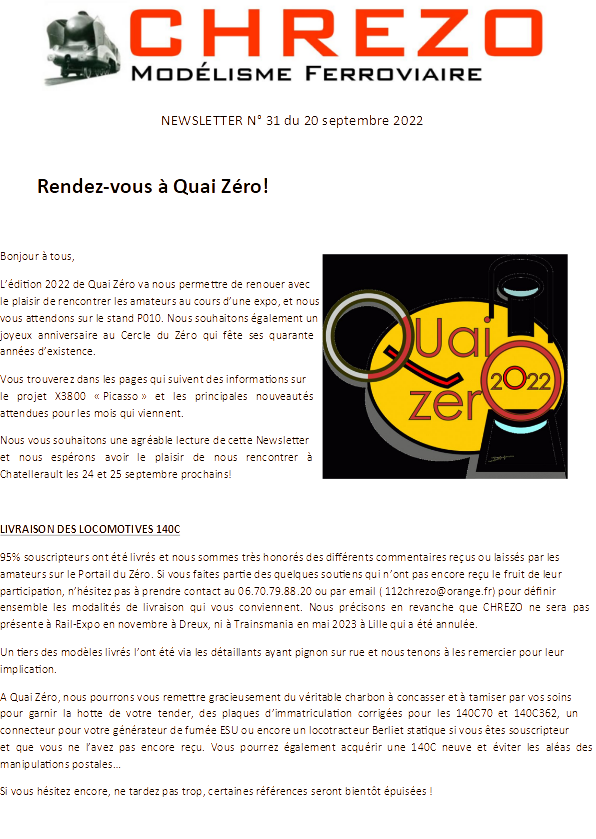 CHREZO
MODÉLISME FERROVIAIRE
NEWSLETTER N° 31 du 20 septembre 2022
Rendez-vous à Quai Zéro!
Bonjour à tous,
L'édition 2022 de Quai Zéro va nous permettre de renouer avec
le plaisir de rencontrer les amateurs au cours d'une expo, et nous
vous attendons sur le stand P010. Nous souhaitons également un
joyeux anniversaire au Cercle du Zéro qui fête ses quarante
années d'existence.
Vous trouverez dans les pages qui suivent des informations sur
le projet X3800 « Picasso » et les principales nouveautés
attendues pour les mois qui viennent.
Nous vous souhaitons une agréable lecture de cette Newsletter
et nous espérons avoir le plaisir de nous rencontrer à
Chatellerault les 24 et 25 septembre prochains!
Quai
zéro
2022
LIVRAISON DES LOCOMOTIVES 140C
95% souscripteurs ont été livrés et nous sommes très honorés des différents commentaires reçus ou laissés par les
amateurs sur le Portail du Zéro. Si vous faites partie des quelques soutiens qui n'ont pas encore reçu le fruit de leur
participation, n'hésitez pas à prendre contact au 06.70.79.88.20 ou par email ( 112chrezo@orange.fr) pour définir
ensemble les modalités de livraison qui vous conviennent. Nous précisons en revanche que CHREZO ne sera pas
présente à Rail-Expo en novembre à Dreux, ni à Trainsmania en mai 2023 à Lille qui a été annulée.
Un tiers des modèles livrés l'ont été via les détaillants ayant pignon sur rue et nous tenons à les remercier pour leur
implication.
A Quai Zéro, nous pourrons vous remettre gracieusement du véritable charbon à concasser et à tamiser par vos soins
pour garnir la hotte de votre tender, des plaques d'immatriculation corrigées pour les 140C70 et 140C362, un
connecteur pour votre générateur de fumée ESU ou encore un locotracteur Berliet statique si vous êtes souscripteur
et que vous ne l'avez pas encore reçu. Vous pourrez également acquérir une 140C neuve et éviter les aléas des
manipulations postales...
Si vous hésitez encore, ne tardez pas trop, certaines références seront bientôt épuisées !